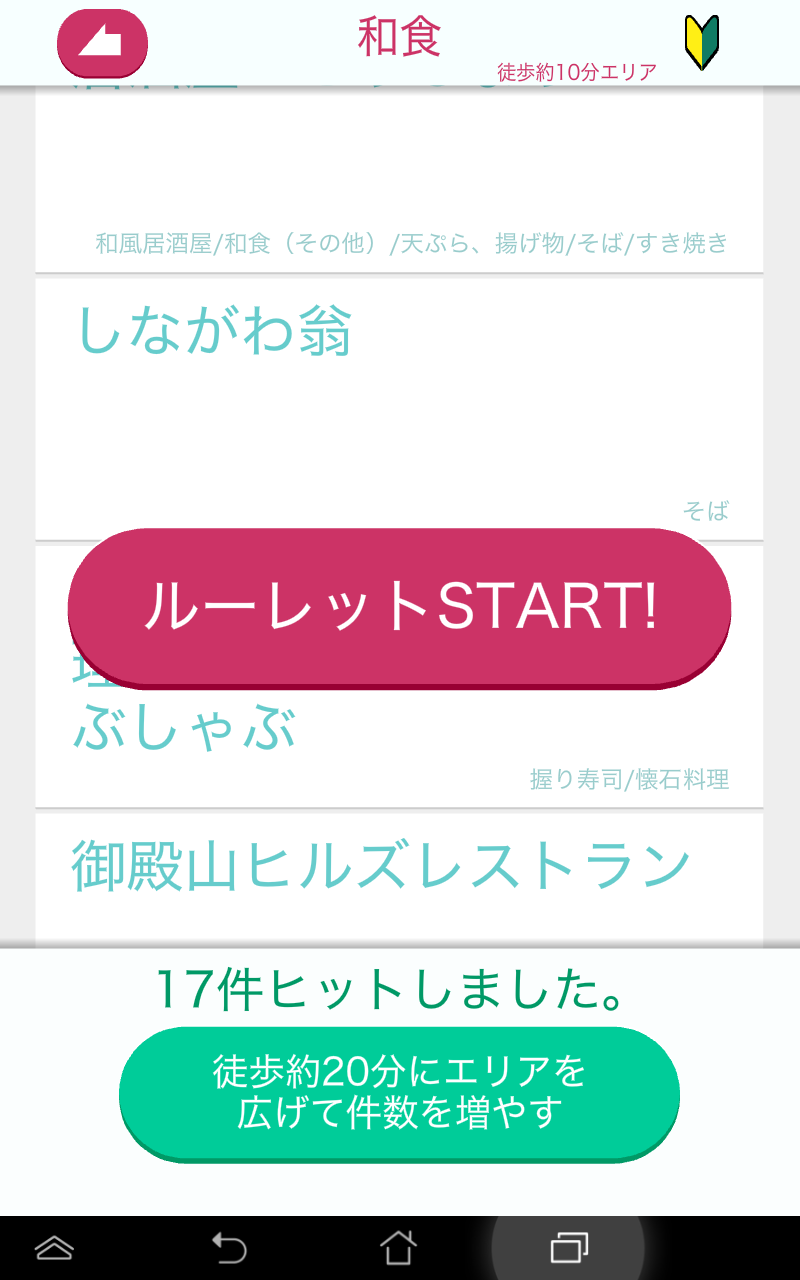 和食
徒歩約10分エリア
和風居酒屋/和食（その他）/天ぷら、揚げ物/そば/すき焼き
しながわ翁
そば
ルーレットSTART!
ぶしゃぶ
握り寿司/懐石料理
御殿山ヒルズレストラン
17件ヒットしました。
徒歩約20分にエリアを
広げて件数を増やす